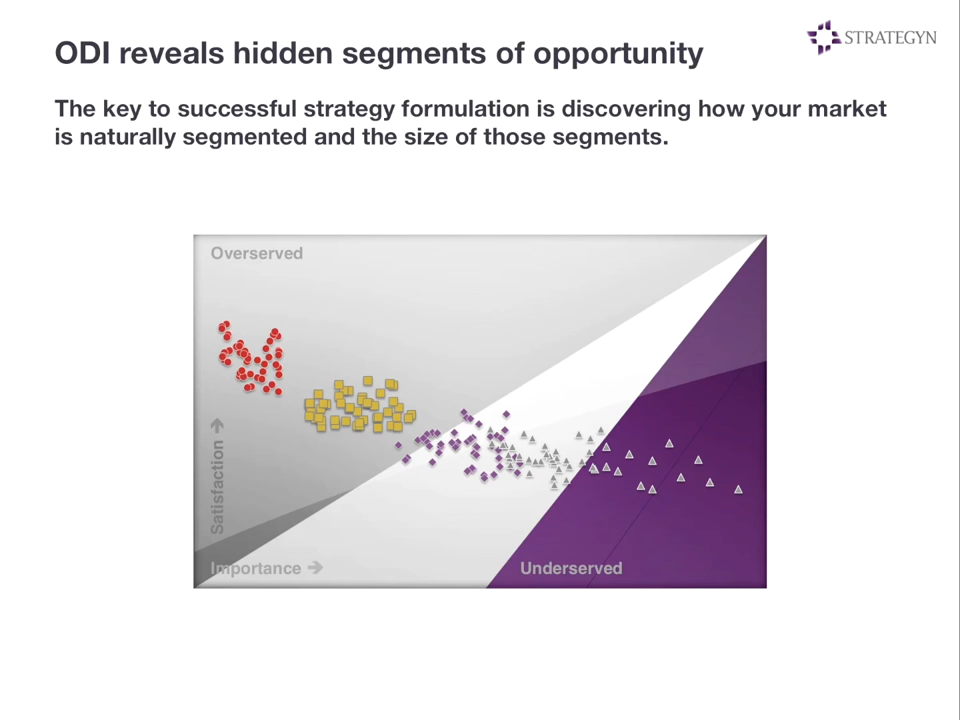 ODI reveals hidden segments of opportunity
STRATEGYN
The key to successful strategy formulation is discovering how your market
is naturally segmented and the size of those segments.
Overserved
Satisfaction →
Importance →
Underserved